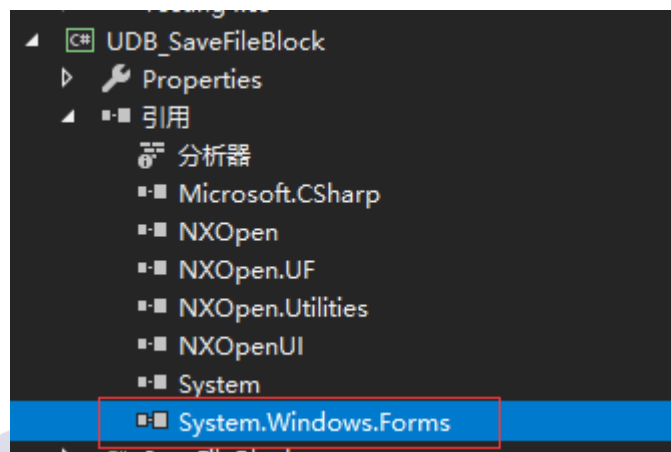 UDB_SaveFileBlock
Properties
引用
分析器
Microsoft.CSharp
NXOpen
NXOpen.UF
NXOpen.Utilities
NXOpenUI
System
System.Windows.Forms